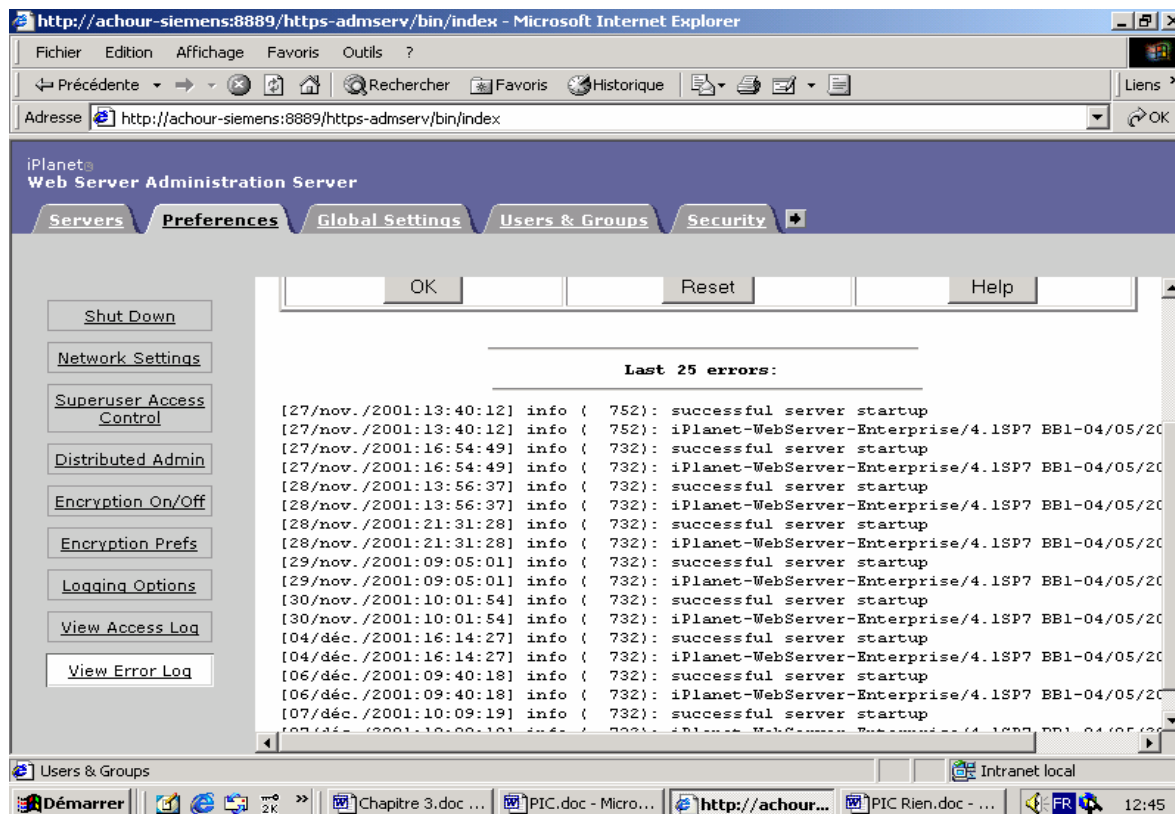 http://achour-siemens:8889/https-admserv/bin/index - Microsoft Internet Explorer
Fichier Edition Affichage Favoris Outils ?
Précédente Rechercher Favoris Historique Liens
Adresse http://achour-siemens:8889/https-admserv/bin/index OK
iPlanet
Web Server Administration Server
Servers Preferences Global Settings Users & Groups Security
OK Reset Help
Shut Down
Network Settings
Superuser Access
Control
Distributed Admin
Encryption On/Off
Encryption Prefs
Logging Options
View Access Log
View Error Log
Last 25 errors:
[27/nov./2001:13:40:12] info ( 752): successful server startup
[27/nov./2001:13:40:12] info ( 752): iPlanet-WebServer-Enterprise/4.1SP7 BB1-04/05/20
[27/nov./2001:16:54:49] info ( 732): successful server startup
[27/nov./2001:16:54:49] info ( 732): iPlanet-WebServer-Enterprise/4.1SP7 BB1-04/05/20
[28/nov./2001:13:56:37] info ( 732): successful server startup
[28/nov./2001:13:56:37] info ( 732): iPlanet-WebServer-Enterprise/4.1SP7 BB1-04/05/20
[28/nov./2001:21:31:28] info ( 732): successful server startup
[28/nov./2001:21:31:28] info ( 732): iPlanet-WebServer-Enterprise/4.1SP7 BB1-04/05/20
[29/nov./2001:09:05:01] info ( 732): successful server startup
[29/nov./2001:09:05:01] info ( 732): iPlanet-WebServer-Enterprise/4.1SP7 BB1-04/05/20
[30/nov./2001:10:01:54] info ( 732): successful server startup
[30/nov./2001:10:01:54] info ( 732): iPlanet-WebServer-Enterprise/4.1SP7 BB1-04/05/20
[04/déc./2001:16:14:27] info ( 732): successful server startup
[04/déc./2001:16:14:27] info ( 732): iPlanet-WebServer-Enterprise/4.1SP7 BB1-04/05/20
[06/déc./2001:09:40:18] info ( 732): successful server startup
[06/déc./2001:09:40:18] info ( 732): iPlanet-WebServer-Enterprise/4.1SP7 BB1-04/05/20
[07/déc./2001:10:09:19] info ( 732): successful server startup
Users & Groups Intranet local
Démarrer 2K » Chapitre 3.doc ... PIC.doc - Micro... http://achour... PIC Rien.doc - ... FR 12:45